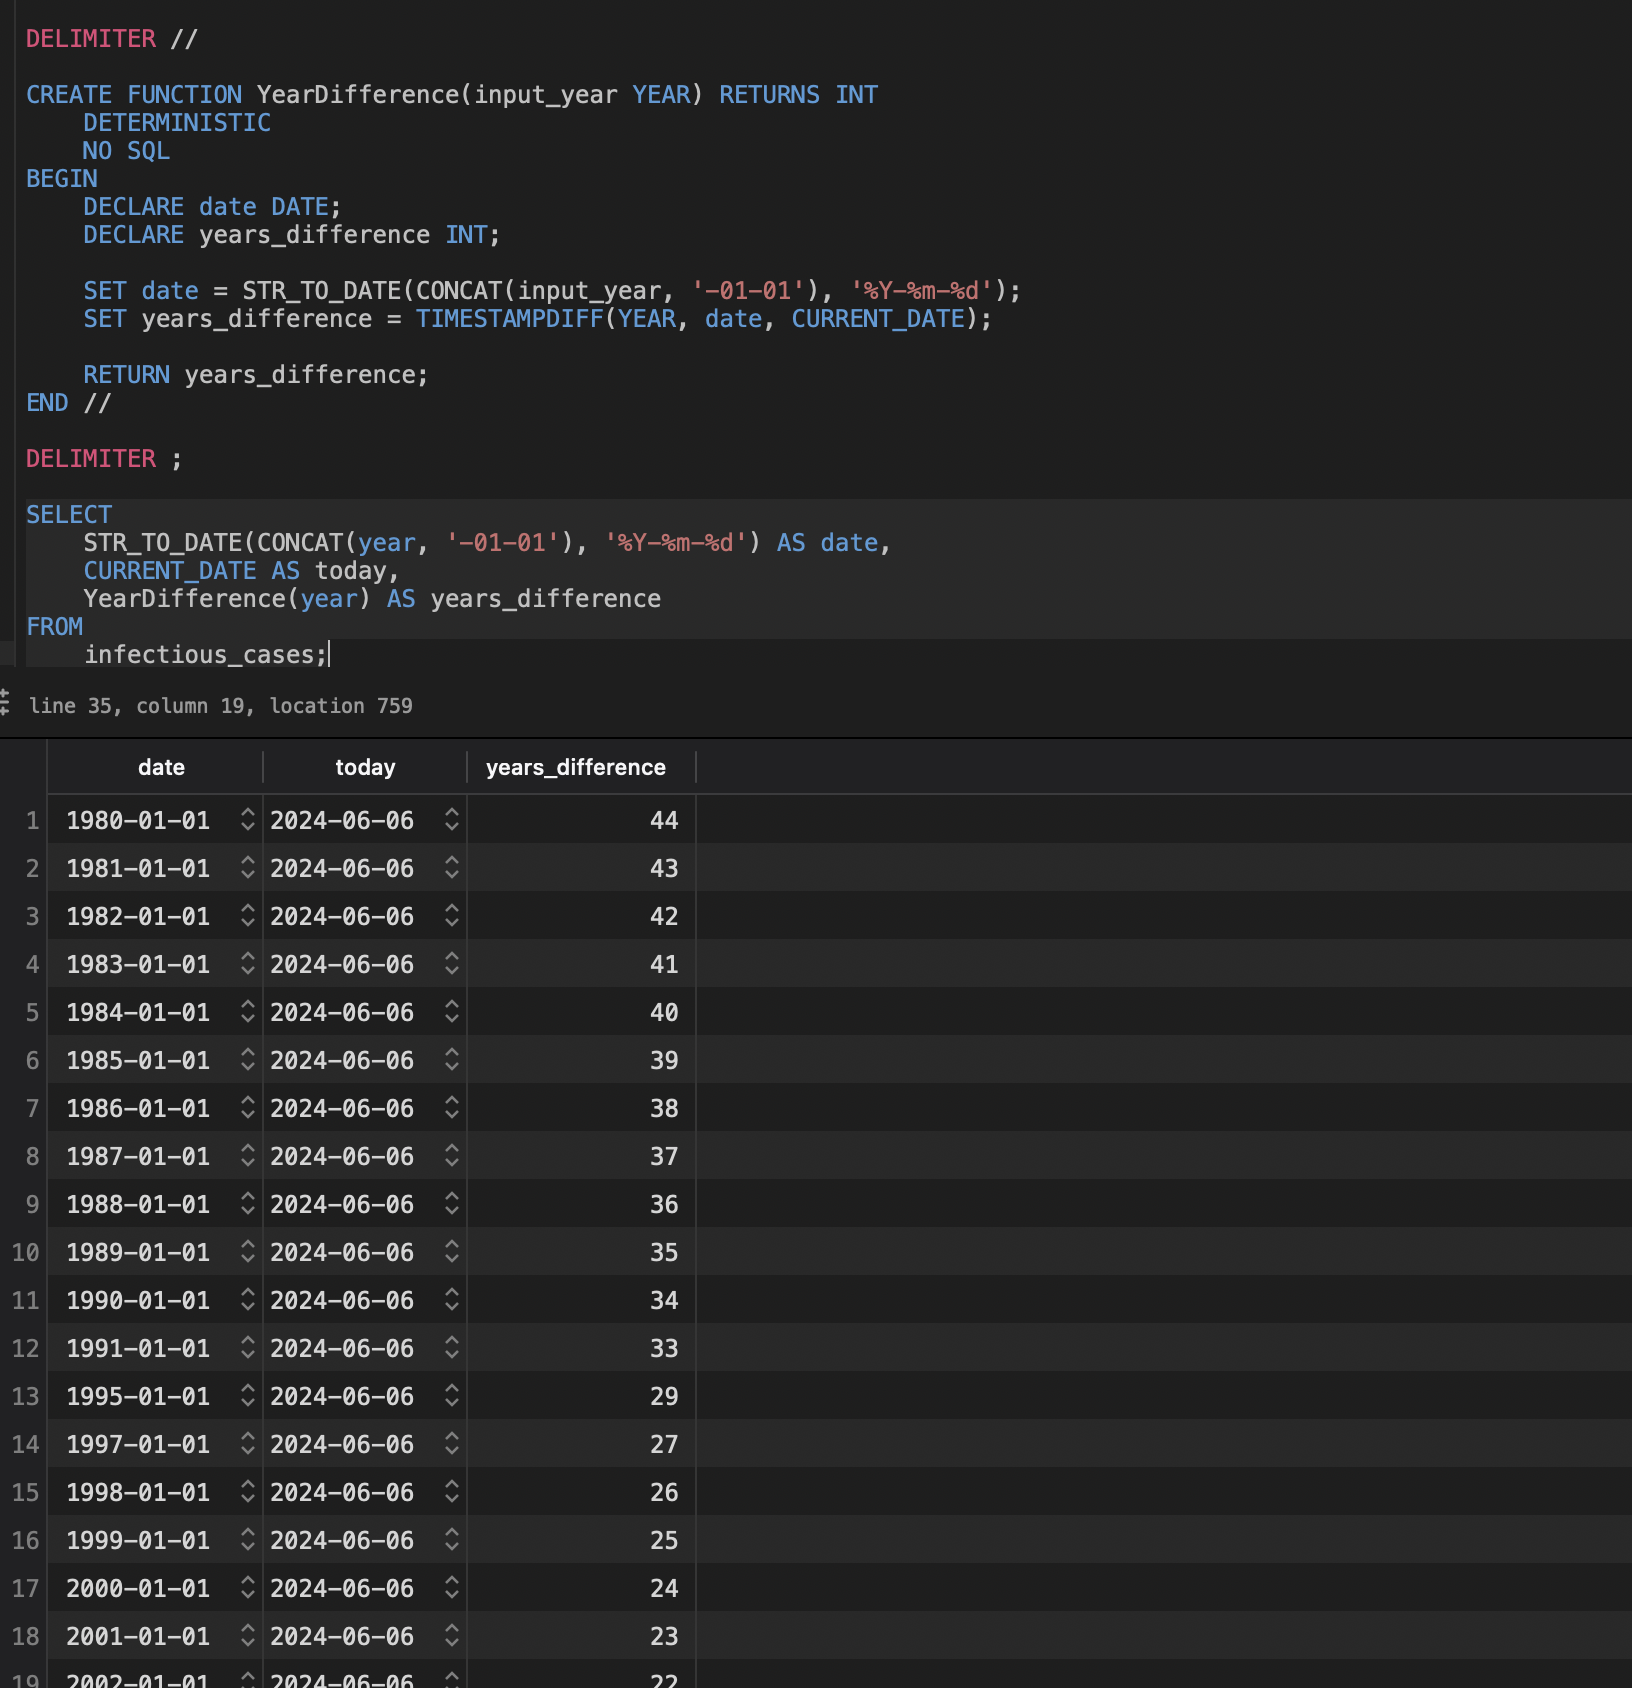 DELIMITER //
CREATE FUNCTION YearDifference(input_year YEAR) RETURNS INT
    DETERMINISTIC
    NO SQL
BEGIN
    DECLARE date DATE;
    DECLARE years_difference INT;
    SET date = STR_TO_DATE(CONCAT(input_year, '-01-01'), '%Y-%m-%d');
    SET years_difference = TIMESTAMPDIFF(YEAR, date, CURRENT_DATE);
    RETURN years_difference;
END //
DELIMITER ;
SELECT
    STR_TO_DATE(CONCAT(year, '-01-01'), '%Y-%m-%d') AS date,
    CURRENT_DATE AS today,
    YearDifference(year) AS years_difference
FROM
    infectious_cases;
line 35, column 19, location 759
date today years_difference
1 1980-01-01 2024-06-06 44
2 1981-01-01 2024-06-06 43
3 1982-01-01 2024-06-06 42
4 1983-01-01 2024-06-06 41
5 1984-01-01 2024-06-06 40
6 1985-01-01 2024-06-06 39
7 1986-01-01 2024-06-06 38
8 1987-01-01 2024-06-06 37
9 1988-01-01 2024-06-06 36
10 1989-01-01 2024-06-06 35
11 1990-01-01 2024-06-06 34
12 1991-01-01 2024-06-06 33
13 1995-01-01 2024-06-06 29
14 1997-01-01 2024-06-06 27
15 1998-01-01 2024-06-06 26
16 1999-01-01 2024-06-06 25
17 2000-01-01 2024-06-06 24
18 2001-01-01 2024-06-06 23
19 2002-01-01 2024-06-06 22